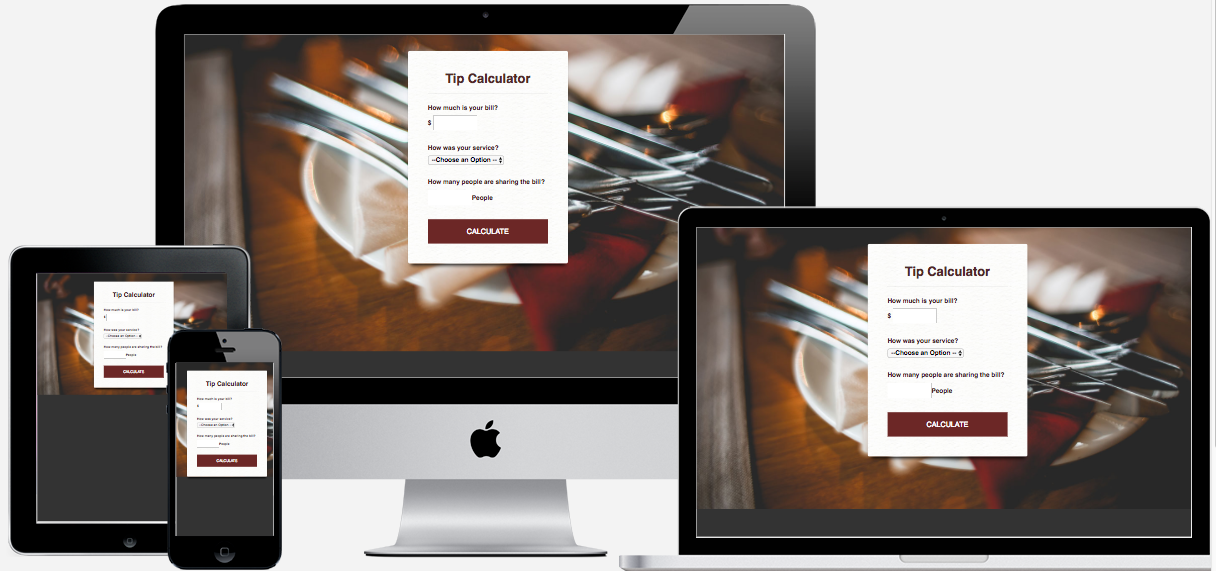 Tip Calculator
How much is your bill?
$
How was your service?
--Choose an Option --
How many people are sharing the bill?
People
CALCULATE
Tip Calculator
How much is your bill?
$
How was your service?
--Choose an Option --
How many people are sharing the bill?
People
CALCULATE
Tip Calculator
How much is your bill?
$
How was your service?
--Choose an Option --
How many people are sharing the bill?
People
CALCULATE
Tip Calculator
How much is your bill?
$
How was your service?
--Choose an Option --
How many people are sharing the bill?
People
CALCULATE